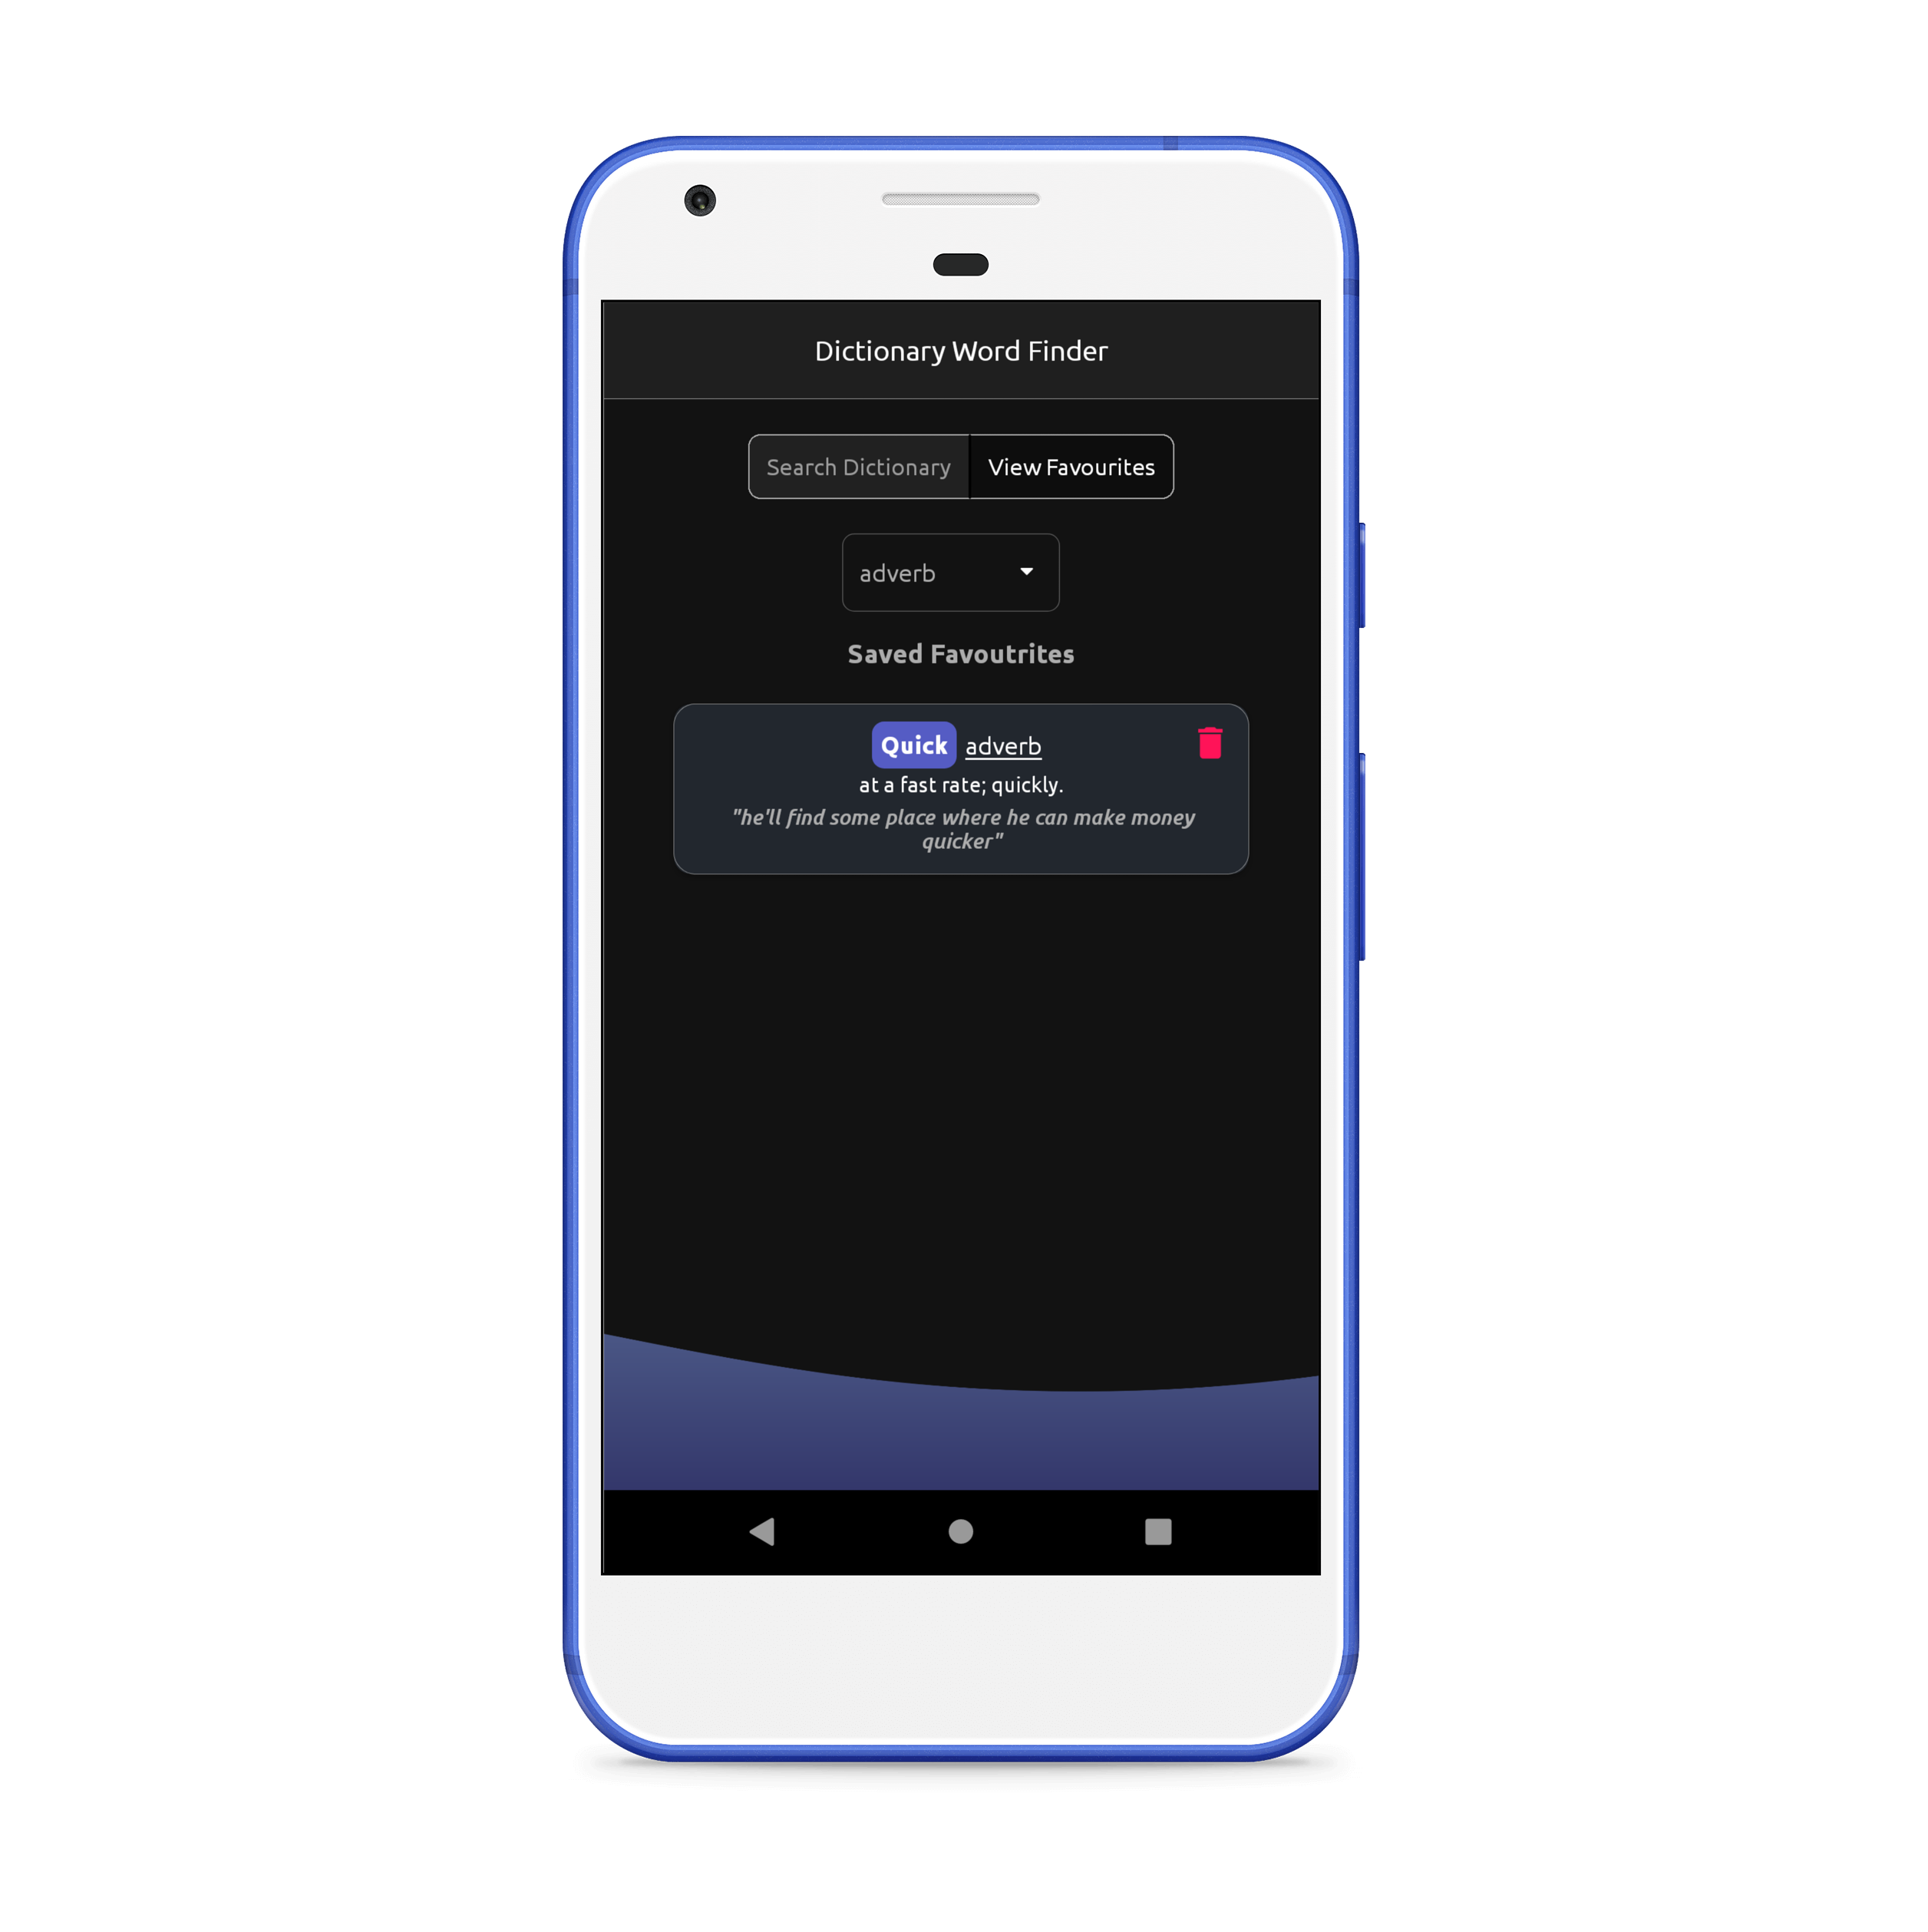 Dictionary Word Finder
Search Dictionary View Favourites
adverb
Saved Favoutrites
Quick adverb
at a fast rate; quickly.
"he'll find some place where he can make money
quicker"